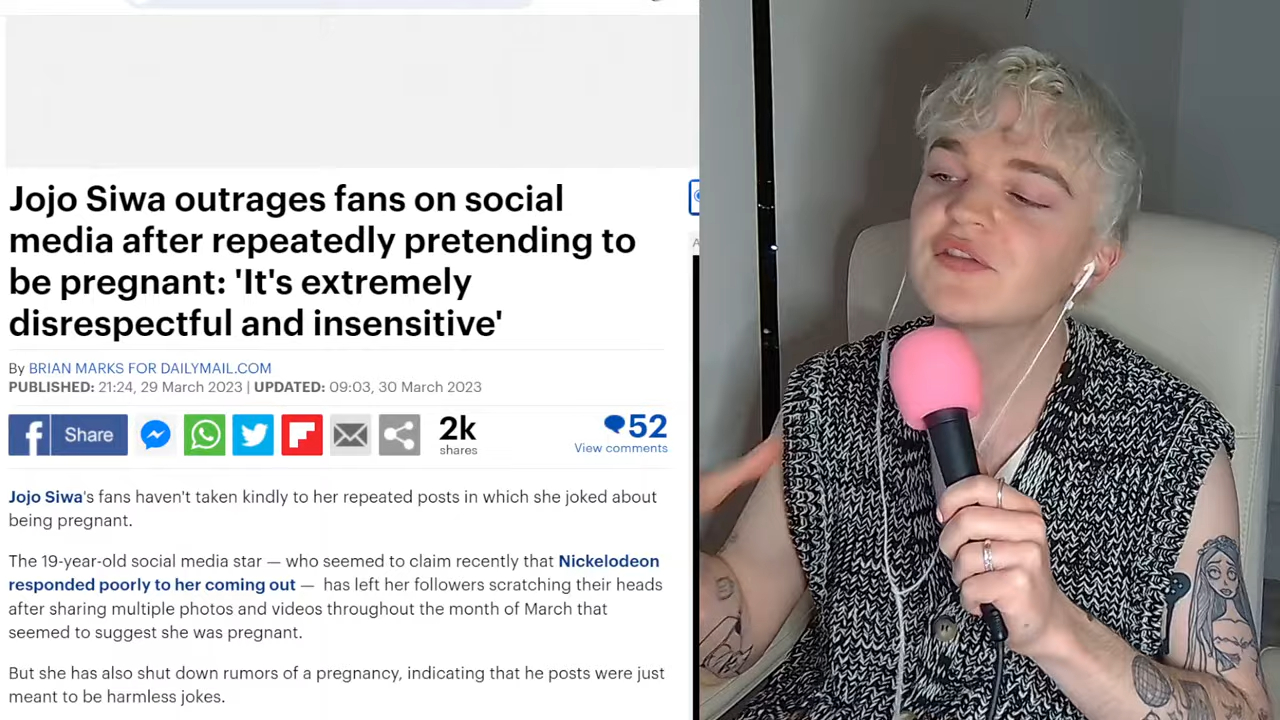 Jojo Siwa outrages fans on social
media after repeatedly pretending to
be pregnant: 'It's extremely
disrespectful and insensitive'
By BRIAN MARKS FOR DAILYMAIL.COM
PUBLISHED: 21:24, 29 March 2023 | UPDATED: 09:03, 30 March 2023
f Share
2k
shares
52
View comments
Jojo Siwa's fans haven't taken kindly to her repeated posts in which she joked about
being pregnant.
The 19-year-old social media star — who seemed to claim recently that Nickelodeon
responded poorly to her coming out — has left her followers scratching their heads
after sharing multiple photos and videos throughout the month of March that
seemed to suggest she was pregnant.
But she has also shut down rumors of a pregnancy, indicating that he posts were just
meant to be harmless jokes.